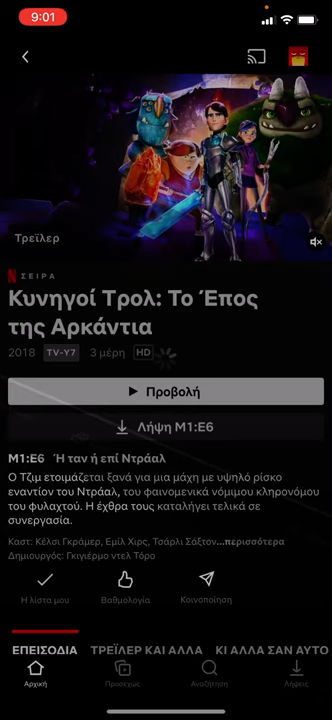 9:01
Τρεϊλερ
N ΣΕΙΡΑ
Κυνηγοί Τρολ: Το Έπος
της Αρκάντια
2018 TV-Y7 3 μέρη HD
Προβολή
Λήψη Μ1:Ε6
Μ1:Ε6 Ή ταν ή επί Ντράαλ
Ο Τζιμ ετοιμάζεται ξανά για μια μάχη με υψηλό ρίσκο
εναντίον του Ντράαλ, του φαινομενικά νόμιμου κληρονόμου
του φυλαχτού. Η έχθρα τους καταλήγει τελικά σε
συνεργασία.
Καστ: Κέλσι Γκράμερ, Εμίλ Χιρς, Τσάρλι Σάξτον...περισσότερα
Δημιουργός: Γκιγιέρμο ντελ Τόρο
Η λίστα μου Βαθμολογία Κοινοποίηση
ΕΠΕΙΣΟΔΙΑ ΤΡΕΪΛΕΡ ΚΑΙ ΑΛΛΑ ΚΙ ΑΛΛΑ ΣΑΝ ΑΥΤΟ
Αρχική Προσεχώς Αναζήτηση Λήψεις